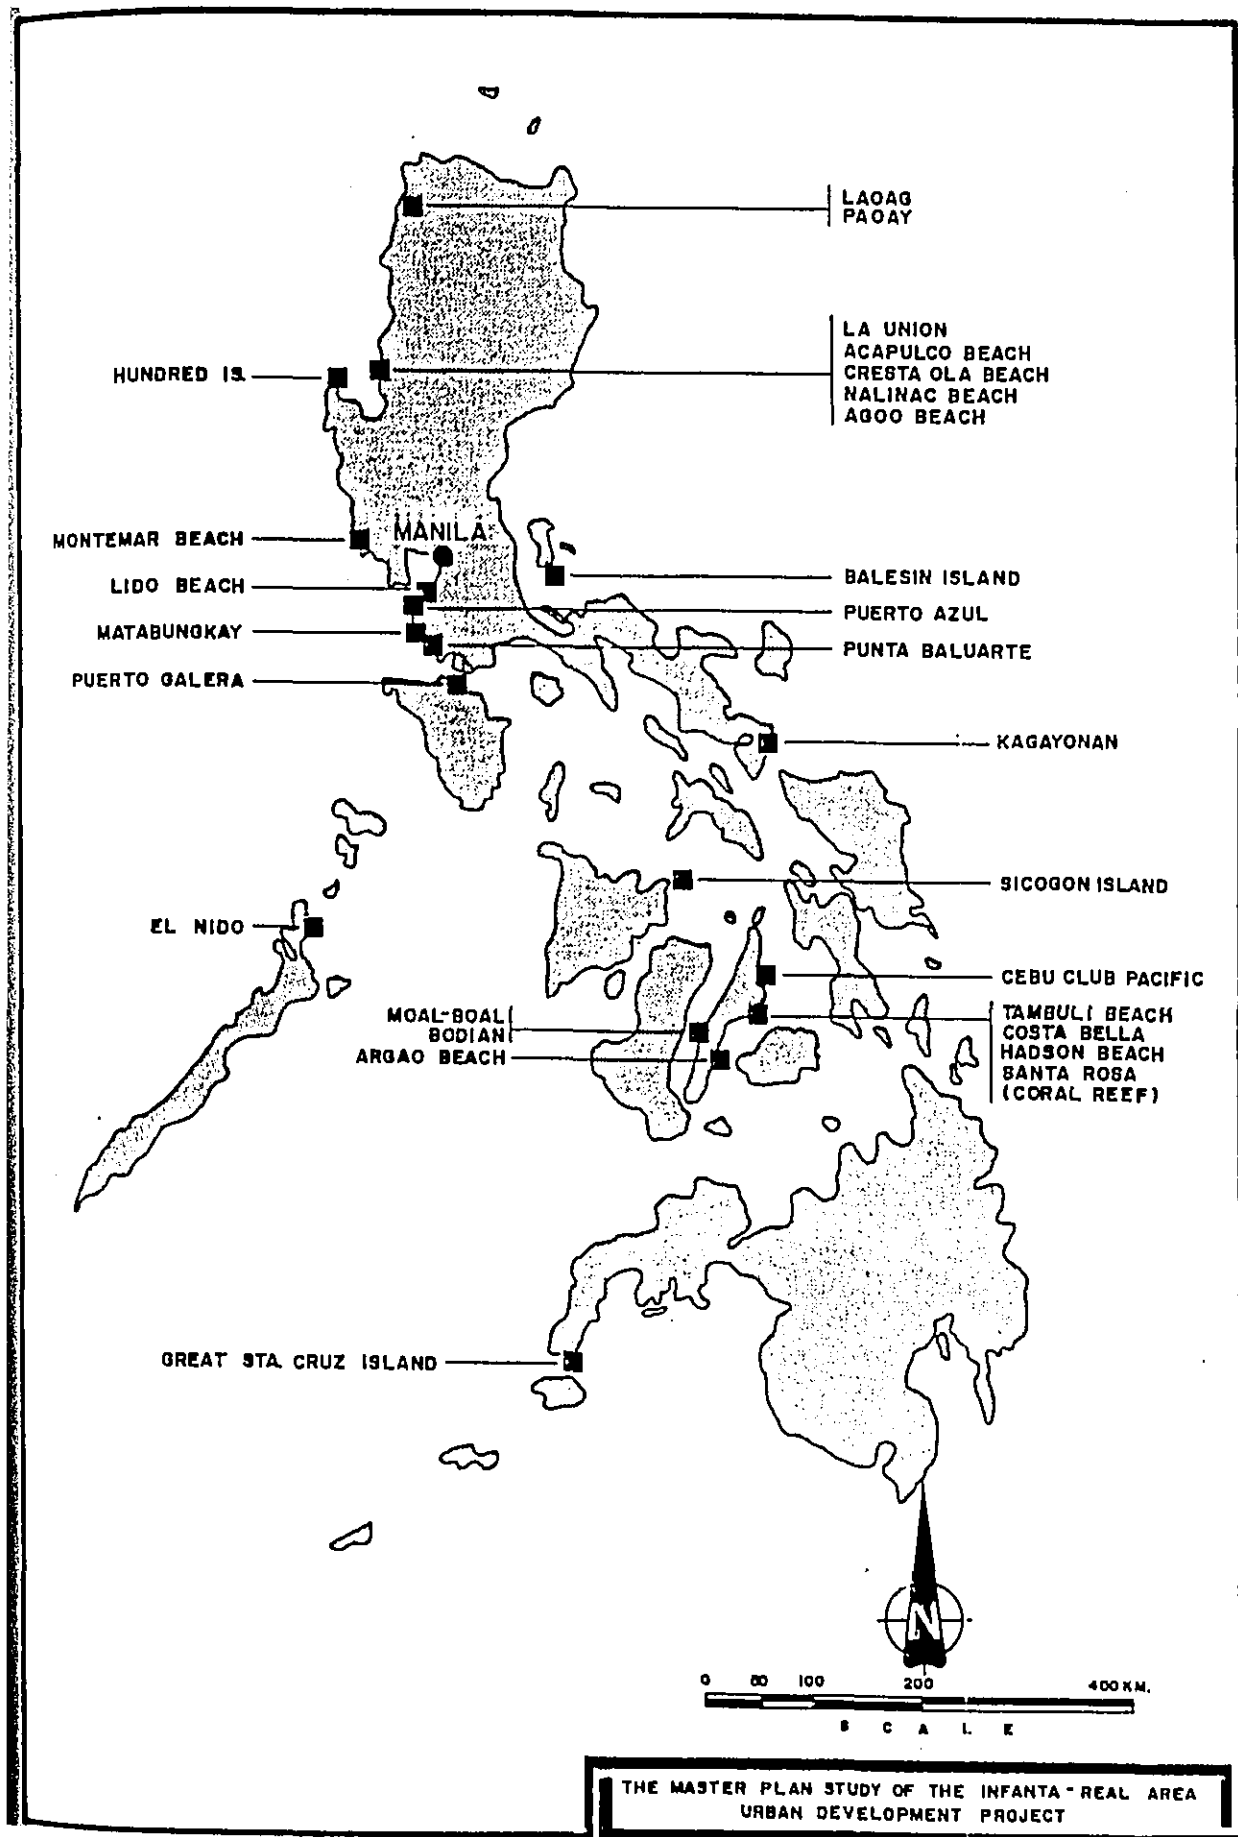 LAOAG
PAOAY
LA UNION
ACAPULCO BEACH
CRESTA OLA BEACH
NALINAC BEACH
AGOO BEACH
HUNDRED IS.
MONTEMAR BEACH
MANILA
LIDO BEACH
BALESIN ISLAND
PUERTO AZUL
MATABUNGKAY
PUNTA BALUARTE
PUERTO GALERA
KAGAYONAN
SICOGON ISLAND
EL NIDO
CEBU CLUB PACIFIC
MOAL-BOAL
BODIAN
ARGAO BEACH
TAMBULI BEACH
COSTA BELLA
HADSON BEACH
SANTA ROSA
(CORAL REEF)
GREAT STA. CRUZ ISLAND
N
0 50 100 200 400 KM.
SCALE
THE MASTER PLAN STUDY OF THE INFANTA-REAL AREA
URBAN DEVELOPMENT PROJECT